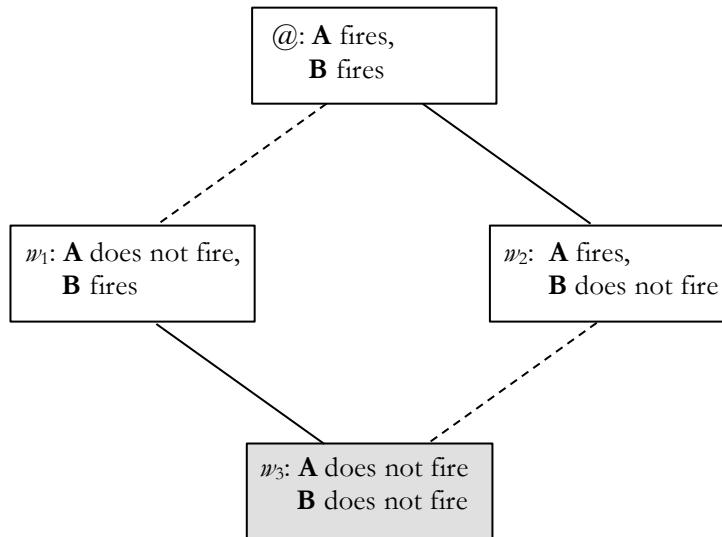 @: A fires,
B fires
w₁: A does not fire,
B fires
w₂: A fires,
B does not fire
w₃: A does not fire
B does not fire